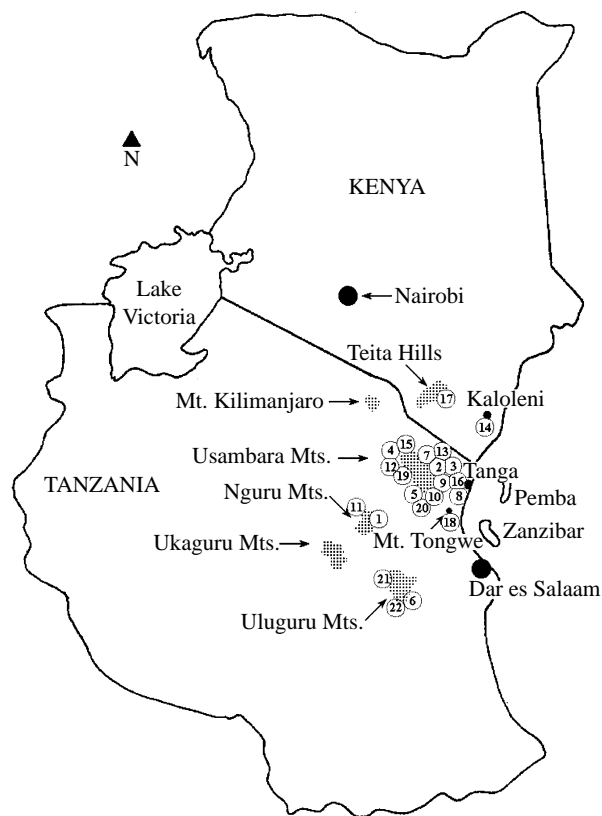 N
KENYA
Lake
Victoria
Nairobi
Teita Hills
17
Mt. Kilimanjaro
Kaloleni
14
Usambara Mts.
4 15 7 13
12 19 2 3
Tanga
9 16
5 10 8
20
TANZANIA
Nguru Mts.
11 1
18
Mt. Tongwe
Pemba
Zanzibar
Ukaguru Mts.
Dar es Salaam
21
22 6
Uluguru Mts.